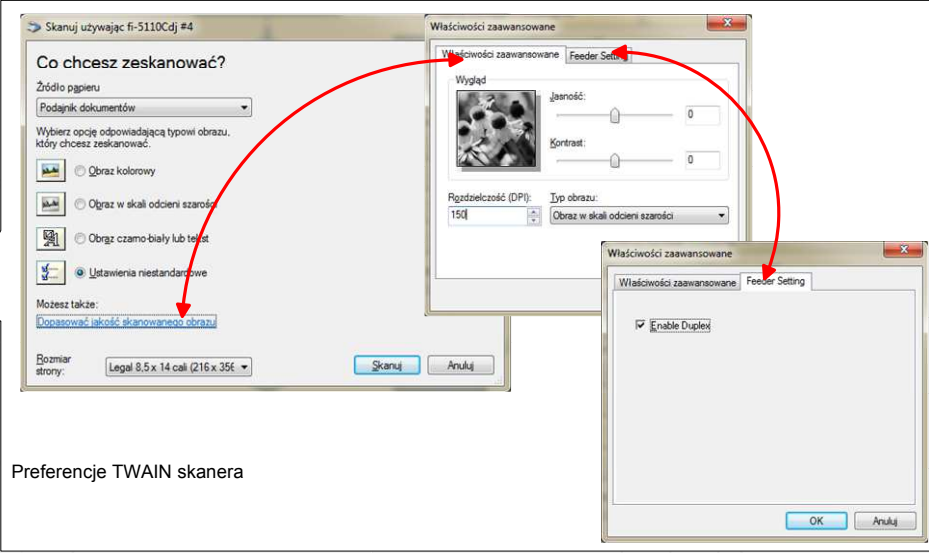 Skanuj używając fi-5110Cdj #4
Co chcesz zeskanować?
Źródło papieru
Podajnik dokumentów
Wybierz opcję odpowiadającą typowi obrazu,
który chcesz zeskanować.
Obraz kolorowy
Obraz w skali odcieni szarości
Obraz czarno-biały lub tekst
Ustawienia niestandardowe
Możesz także:
Dopasować jakość skanowanego obrazu
Rozmiar
strony:
Legal 8,5 x 14 cali (216 x 356
Skanuj
Anuluj
Właściwości zaawansowane
Właściwości zaawansowane
Feeder Setting
Wygląd
Jasność:
0
Kontrast:
0
Rozdzielczość (DPI):
150
Typ obrazu:
Obraz w skali odcieni szarości
Właściwości zaawansowane
Właściwości zaawansowane
Feeder Setting
Enable Duplex
OK
Anuluj
Preferencje TWAIN skanera